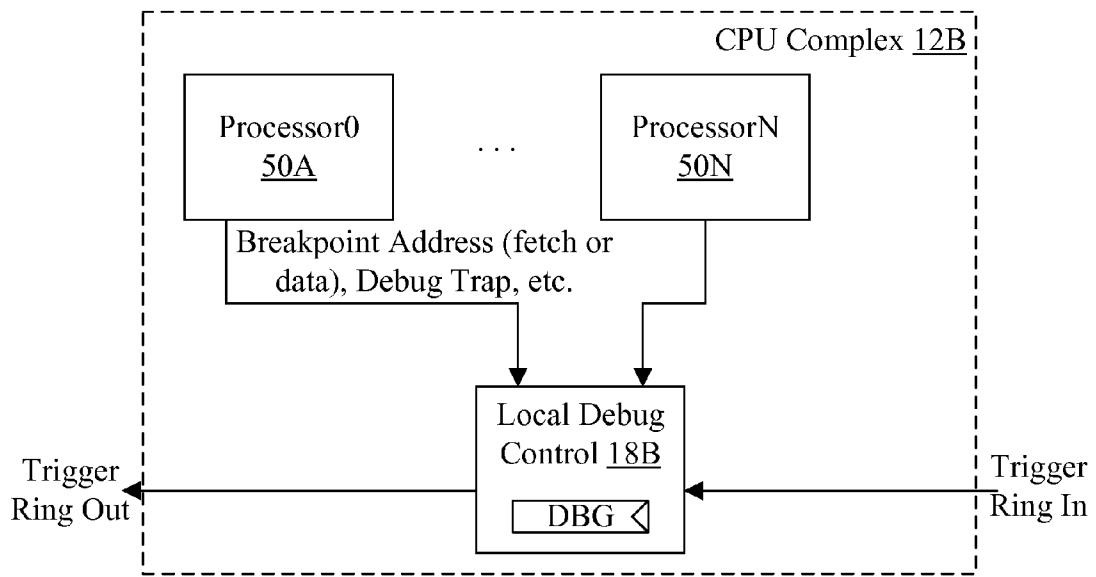 CPU Complex 12B
Processor0
50A
. . .
ProcessorN
50N
Breakpoint Address (fetch or
data), Debug Trap, etc.
Local Debug
Control 18B
DBG
Trigger
Ring Out
Trigger
Ring In